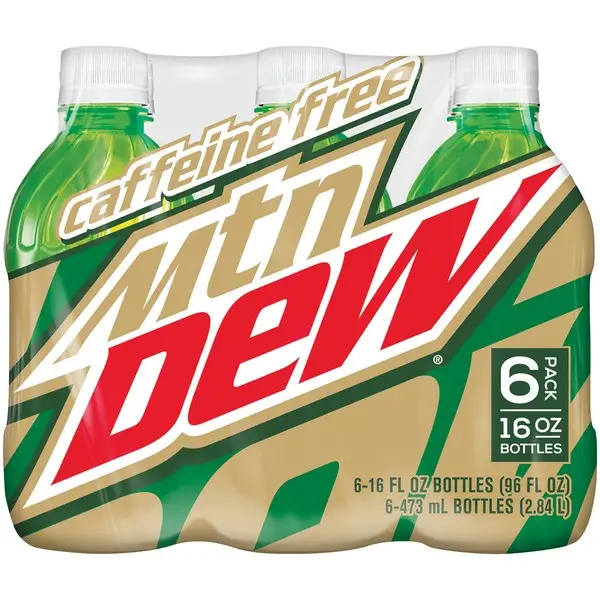 caffeine free
Mtn
Dew
®
6 PACK
16 OZ
BOTTLES
6-16 FL OZ BOTTLES (96 FL OZ)
6-473 mL BOTTLES (2.84 L)